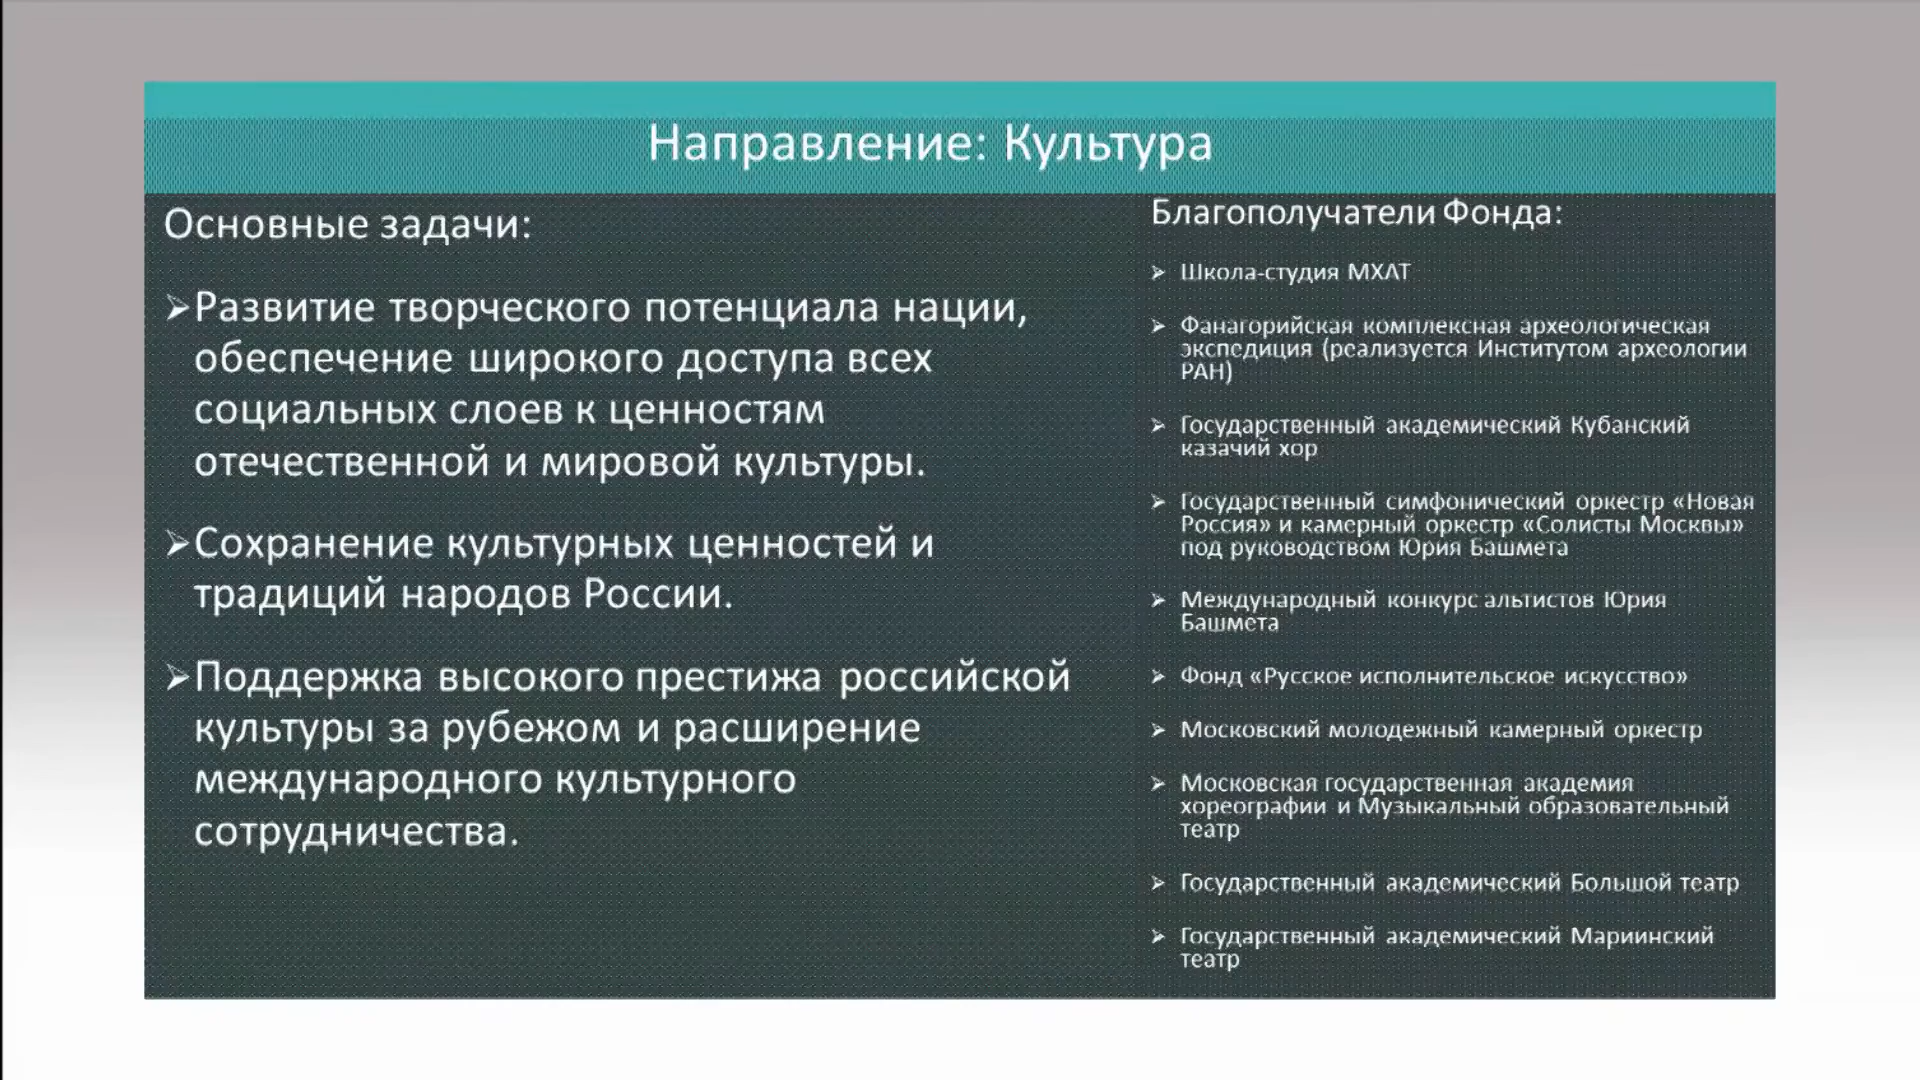 Направление: Культура
Основные задачи:
➢Развитие творческого потенциала нации,
обеспечение широкого доступа всех
социальных слоев к ценностям
отечественной и мировой культуры.
➢Сохранение культурных ценностей и
традиций народов России.
➢Поддержка высокого престижа российской
культуры за рубежом и расширение
международного культурного
сотрудничества.
Благополучатели Фонда:
➢ Школа-студия МХАТ
➢ Фанагорийская комплексная археологическая
экспедиция (реализуется Институтом археологии
РАН)
➢ Государственный академический Кубанский
казачий хор
➢ Государственный симфонический оркестр «Новая
Россия» и камерный оркестр «Солисты Москвы»
под руководством Юрия Башмета
➢ Международный конкурс альтистов Юрия
Башмета
➢ Фонд «Русское исполнительское искусство»
➢ Московский молодежный камерный оркестр
➢ Московская государственная академия
хореографии и Музыкальный образовательный
театр
➢ Государственный академический Большой театр
➢ Государственный академический Мариинский
театр